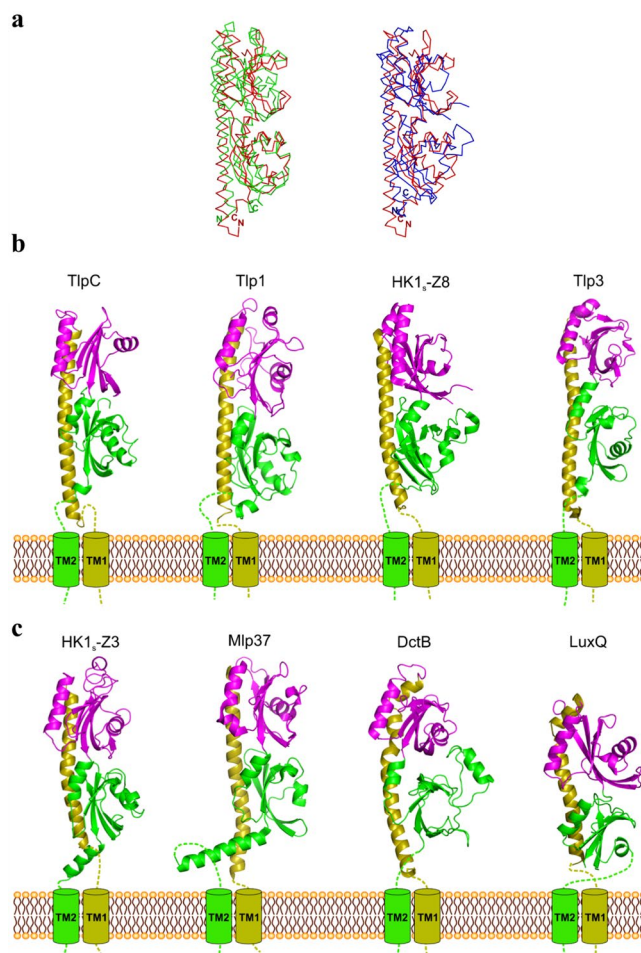 a
N C
C N C N
b
TlpC Tlp1 HK1s-Z8 Tlp3
TM2 TM1 TM2 TM1 TM2 TM1 TM2 TM1
c
HK1s-Z3 Mlp37 DctB LuxQ
TM2 TM1 TM2 TM1 TM2 TM1 TM2 TM1